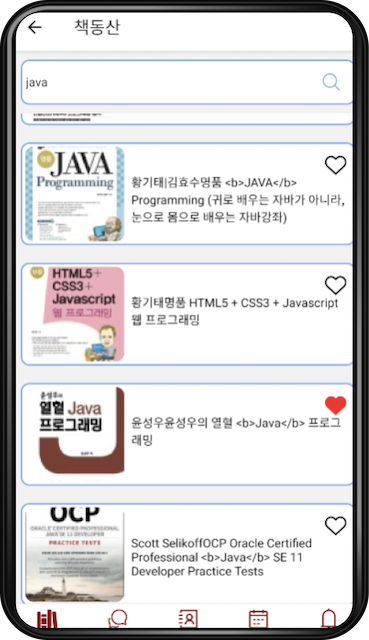 책동산
java
명품
JAVA
Programming
황기태|김효수명품 <b>JAVA</b>
Programming (귀로 배우는 자바가 아니라,
눈으로 몸으로 배우는 자바강좌)
명품
HTML5+
CSS3+
Javascript
웹 프로그래밍
황기태명품 HTML5 + CSS3 + Javascript
웹 프로그래밍
윤성우의
열혈 Java
프로그래밍
윤성우윤성우의 열혈 <b>Java</b> 프로그
래밍
OCP
ORACLE CERTIFIED PROFESSIONAL
JAVA SE 11 DEVELOPER
PRACTICE TESTS
Scott SelikoffOCP Oracle Certified
Professional <b>Java</b> SE 11
Developer Practice Tests